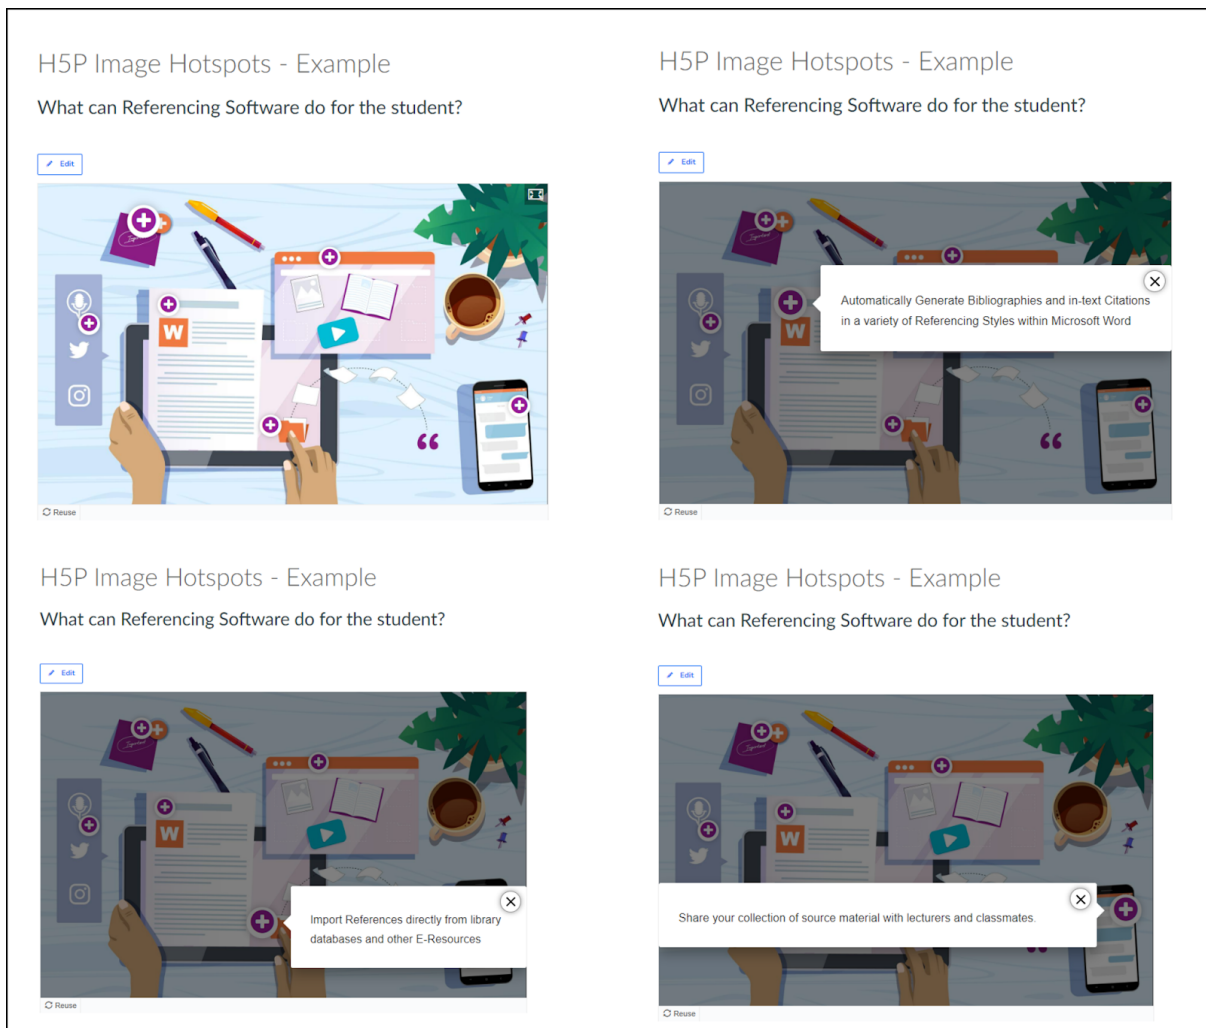 H5P Image Hotspots - Example
What can Referencing Software do for the student?
Edit
W
Reuse
H5P Image Hotspots - Example
What can Referencing Software do for the student?
Edit
Automatically Generate Bibliographies and in-text Citations
in a variety of Referencing Styles within Microsoft Word
W
Reuse
H5P Image Hotspots - Example
What can Referencing Software do for the student?
Edit
W
Import References directly from library
databases and other E-Resources
Reuse
H5P Image Hotspots - Example
What can Referencing Software do for the student?
Edit
W
Share your collection of source material with lecturers and classmates.
Reuse